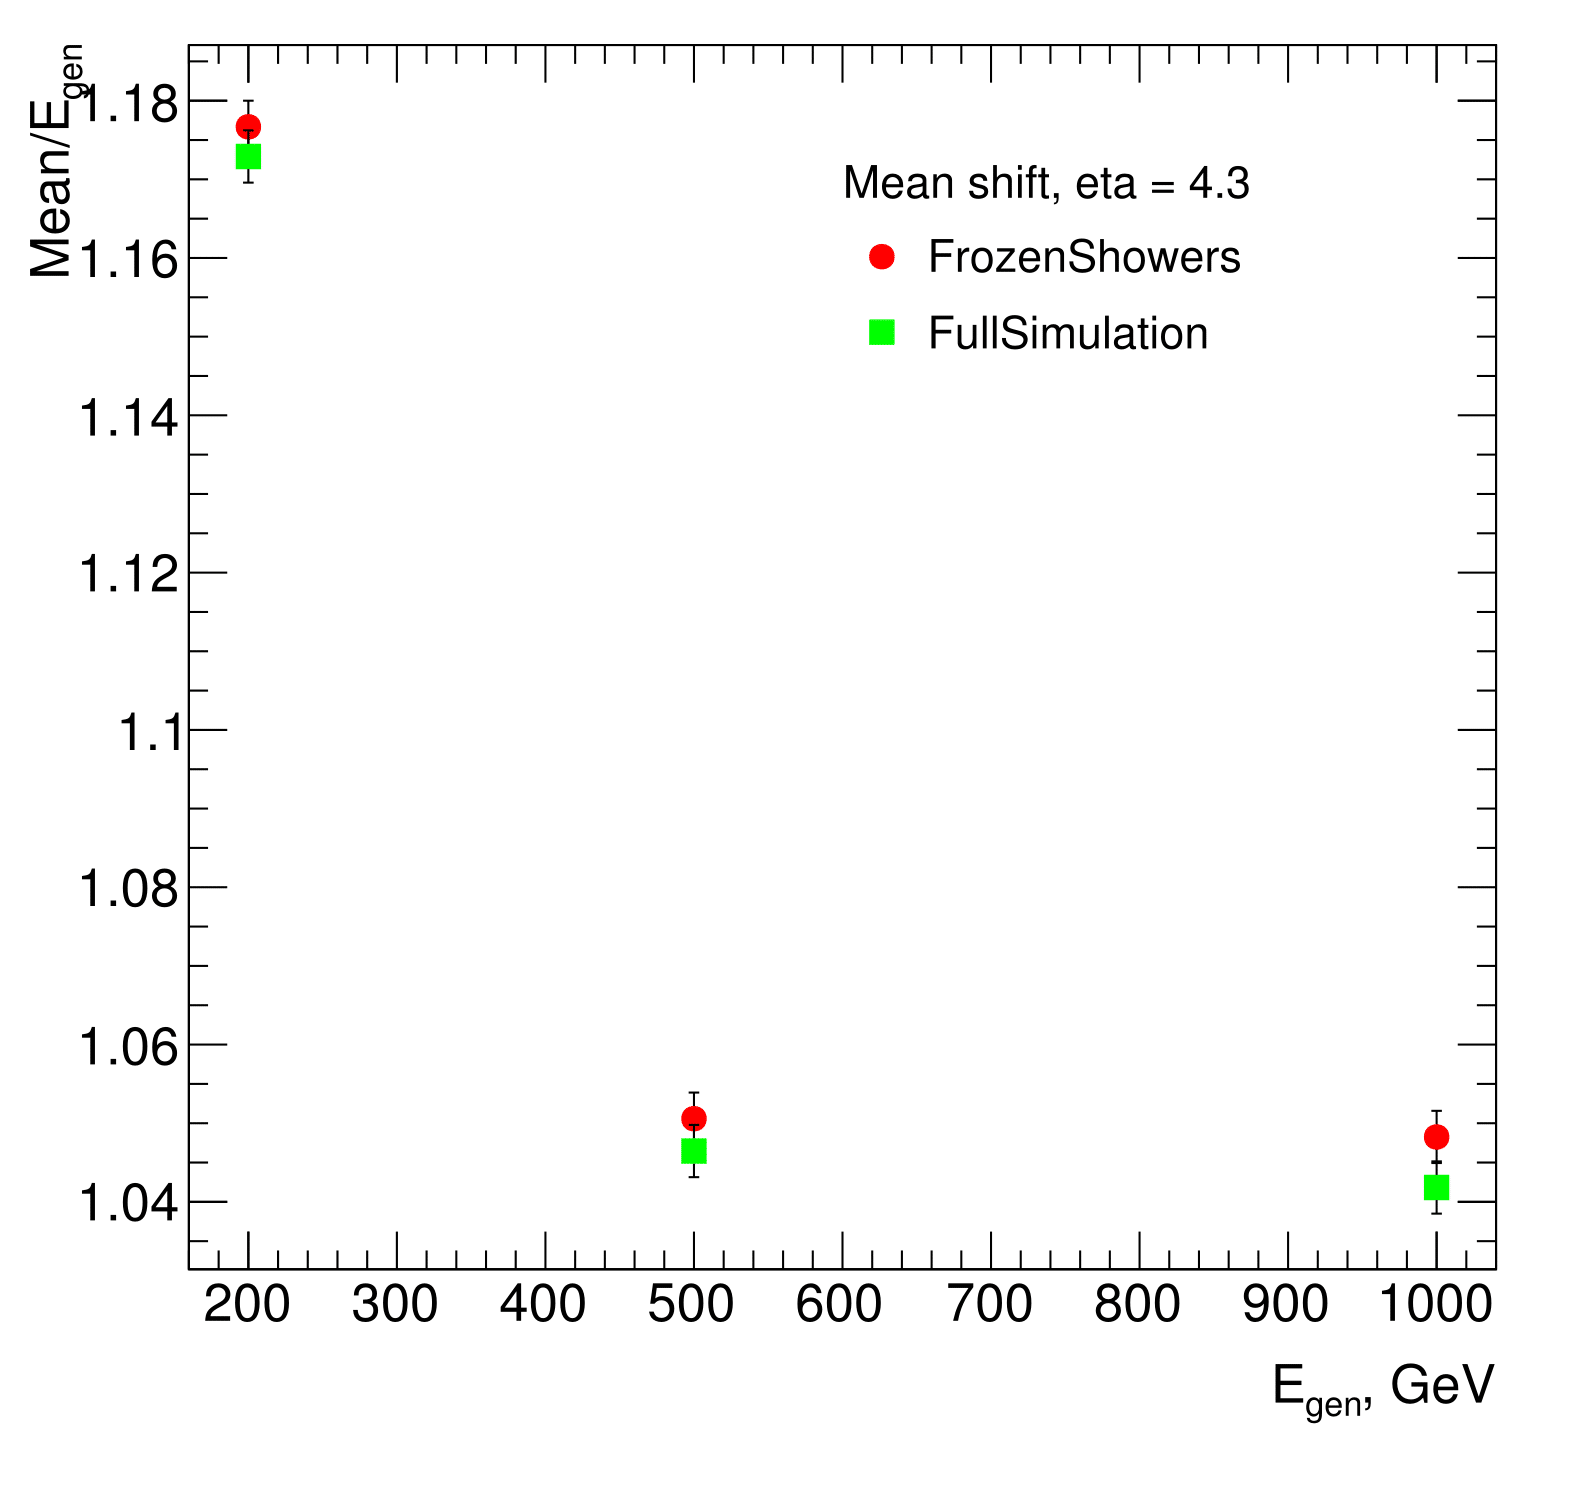 Mean/E_gen
1.18
1.16
1.14
1.12
1.1
1.08
1.06
1.04
Mean shift, eta = 4.3
FrozenShowers
FullSimulation
200 300 400 500 600 700 800 900 1000
E_gen, GeV